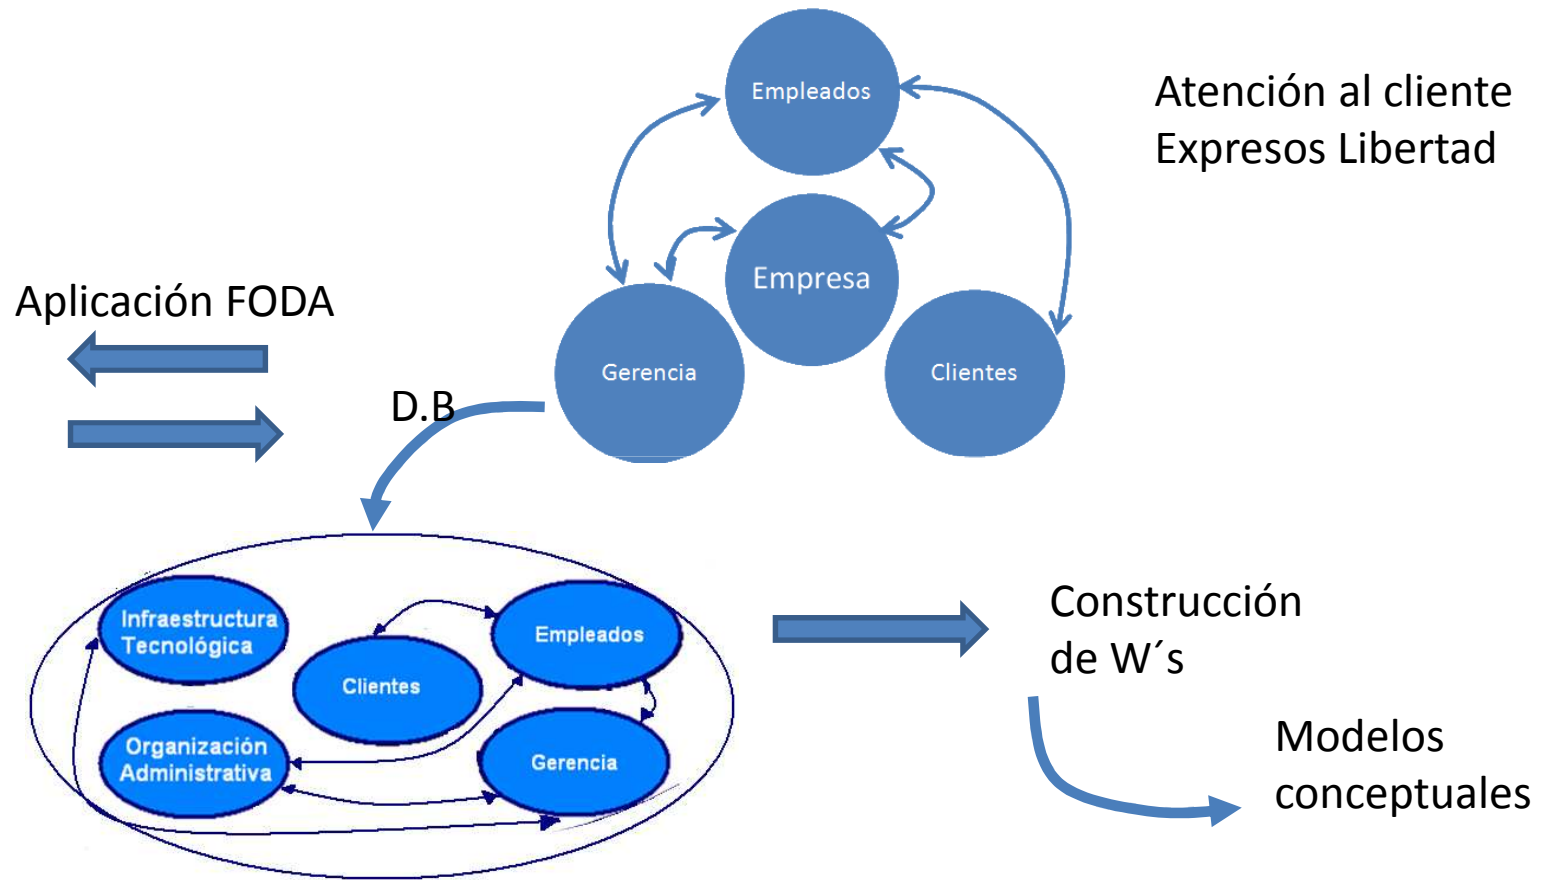 Empleados
Atención al cliente
Expresos Libertad
Empresa
Aplicación FODA
Gerencia
Clientes
D.B
Infraestructura
Tecnológica
Empleados
Clientes
Organización
Administrativa
Gerencia
Construcción
de W´s
Modelos
conceptuales